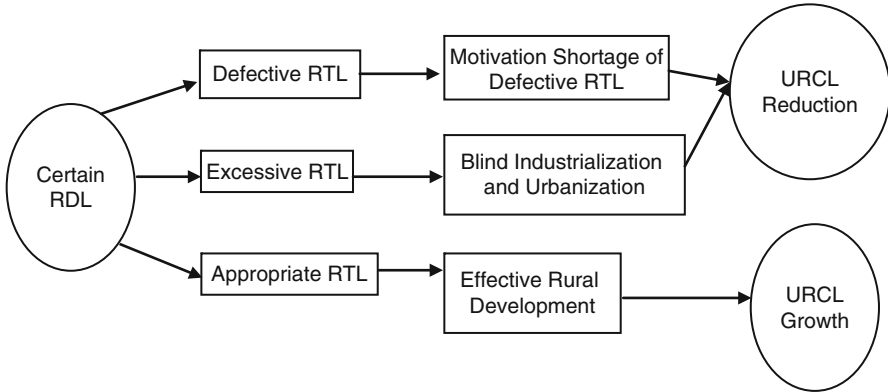 Certain
RDL
Defective RTL
Motivation Shortage of
Defective RTL
URCL
Reduction
Excessive RTL
Blind Industrialization
and Urbanization
Appropriate RTL
Effective Rural
Development
URCL
Growth